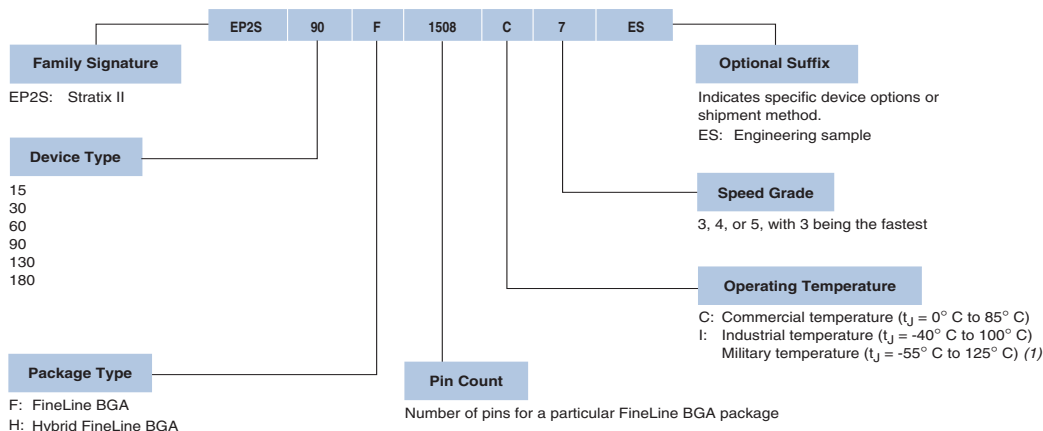 EP2S 90 F 1508 C 7 ES
Family Signature
EP2S: Stratix II
Device Type
15
30
60
90
130
180
Package Type
F: FineLine BGA
H: Hybrid FineLine BGA
Pin Count
Number of pins for a particular FineLine BGA package
Optional Suffix
Indicates specific device options or
shipment method.
ES: Engineering sample
Speed Grade
3, 4, or 5, with 3 being the fastest
Operating Temperature
C: Commercial temperature (tJ = 0° C to 85° C)
I: Industrial temperature (tJ = -40° C to 100° C)
Military temperature (tJ = -55° C to 125° C) (1)